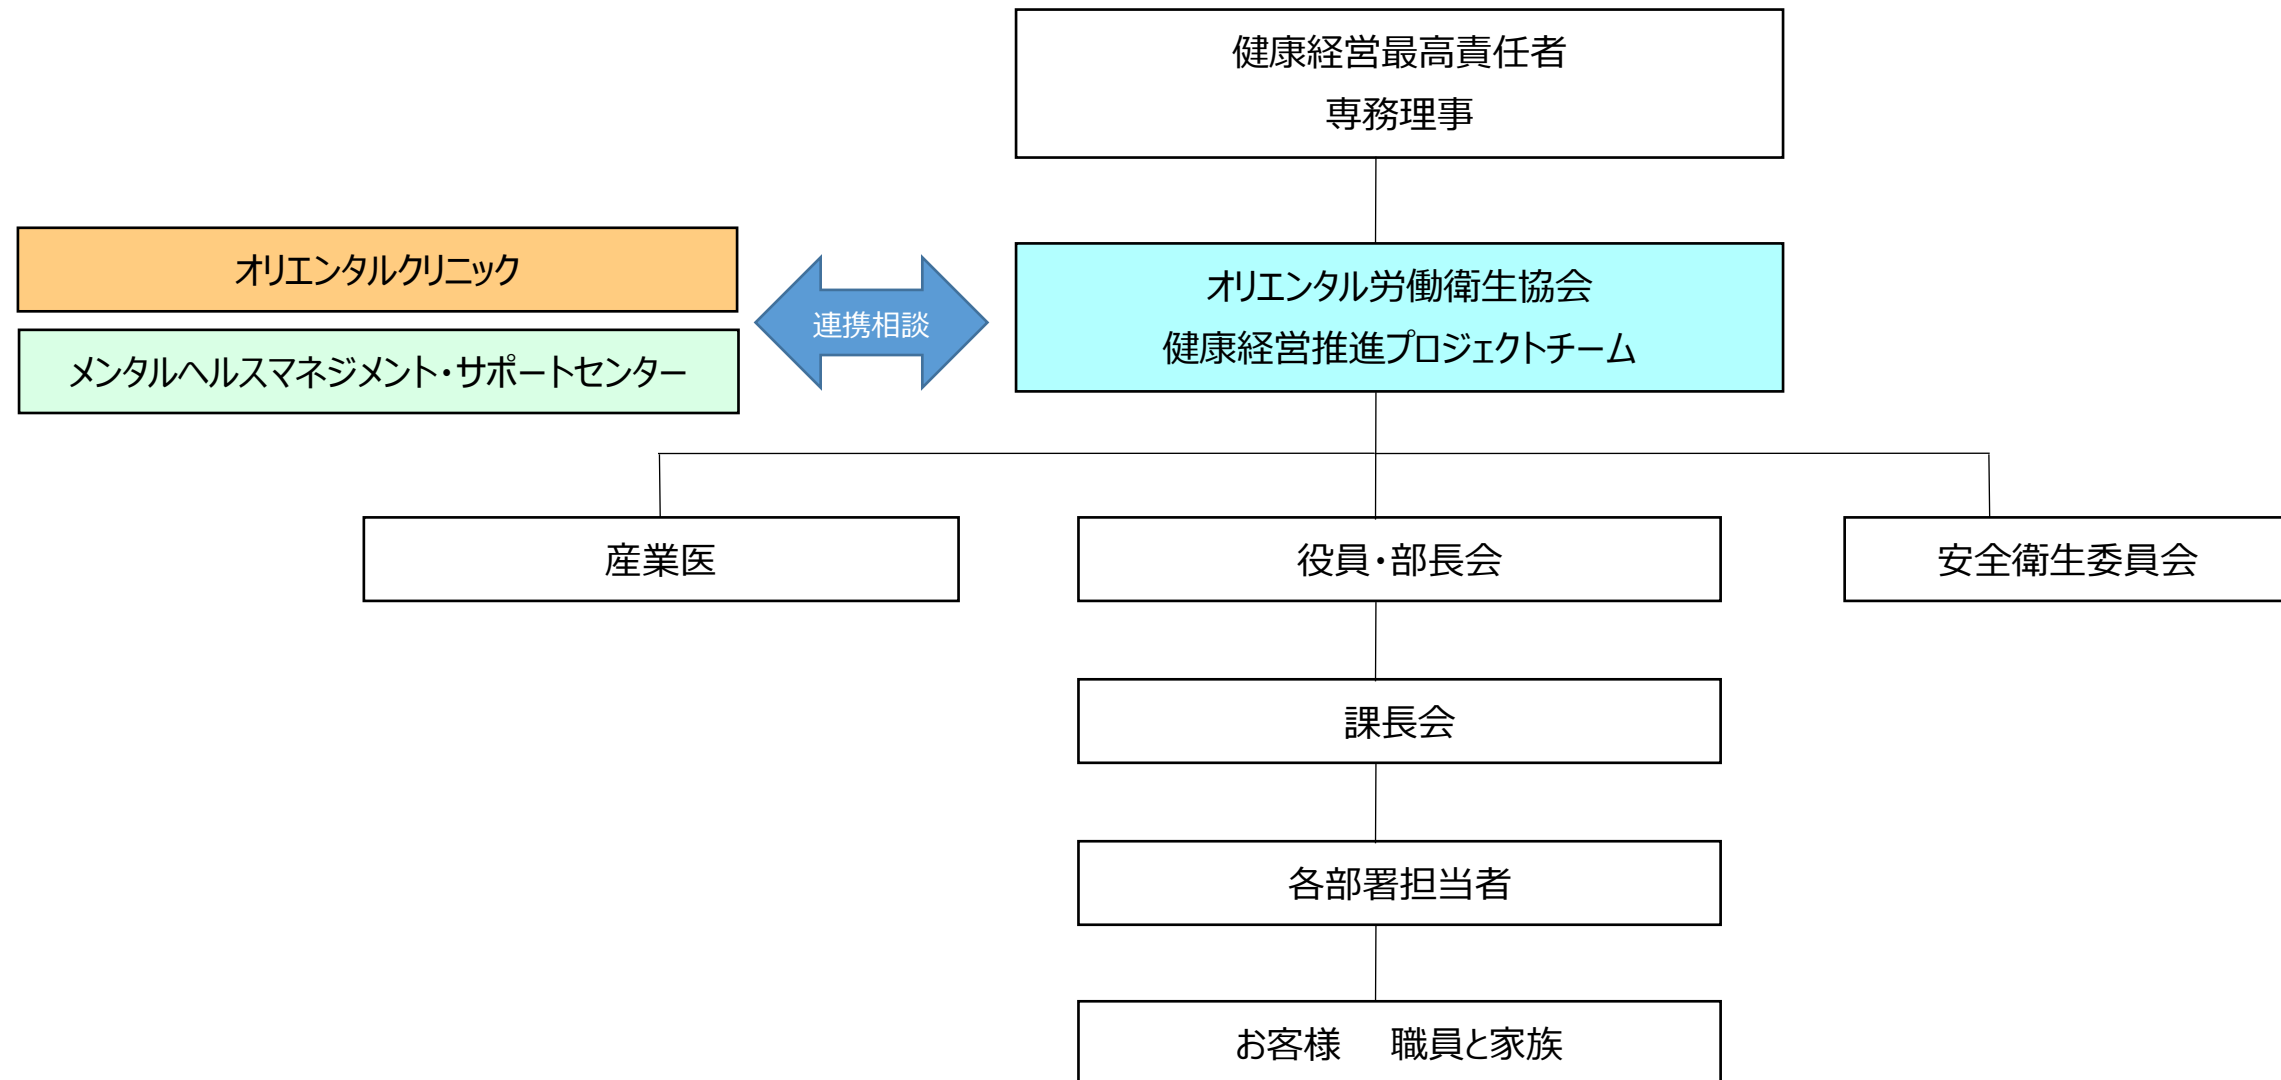 健康経営最高責任者
専務理事
オリエンタルクリニック
メンタルヘルスマネジメント・サポートセンター
連携相談
オリエンタル労働衛生協会
健康経営推進プロジェクトチーム
産業医
役員・部長会
安全衛生委員会
課長会
各部署担当者
お客様　職員と家族